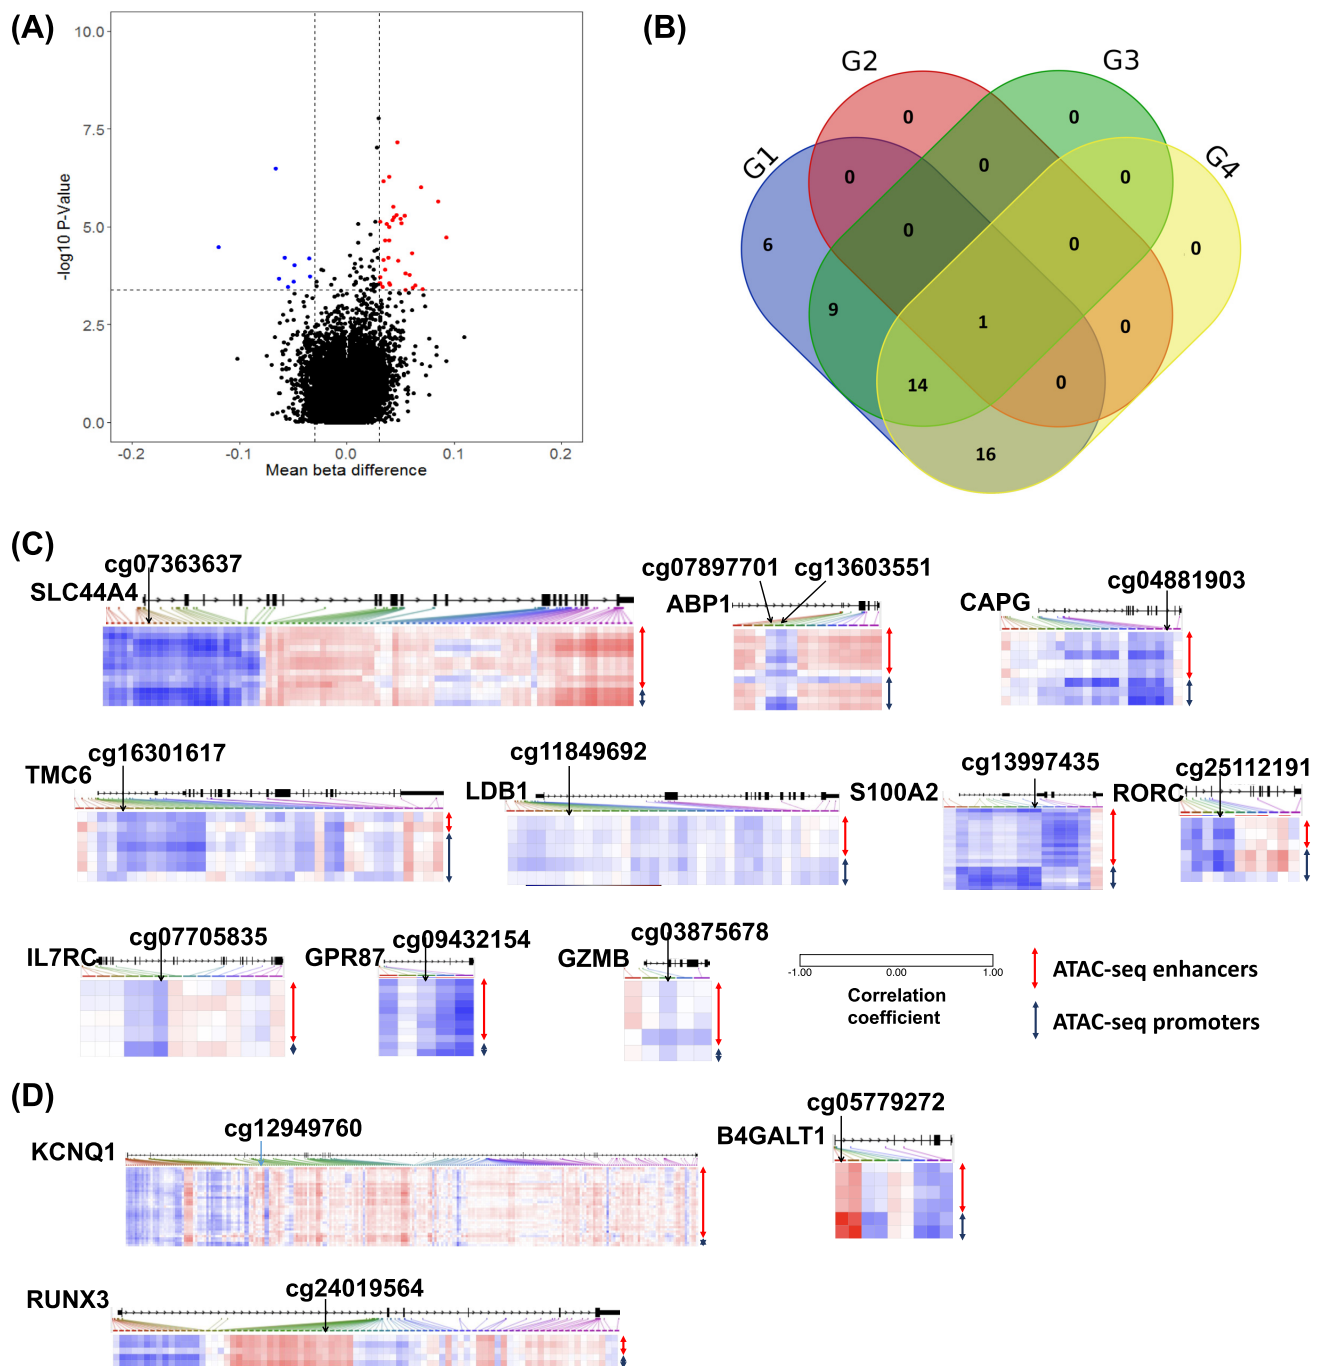 (A)
10.0
7.5
5.0
2.5
0.0
-log10 P-Value
-0.2
-0.1
0.0
0.1
0.2
Mean beta difference
(B)
G1
G2
G3
G4
0
0
0
0
0
6
0
0
0
9
1
0
14
0
16
(C)
cg07363637
SLC44A4
cg07897701
cg13603551
ABP1
cg04881903
CAPG
cg16301617
TMC6
cg11849692
LDB1
cg13997435
S100A2
cg25112191
RORC
cg07705835
IL7RC
cg09432154
GPR87
cg03875678
GZMB
-1.00
0.00
1.00
Correlation
coefficient
ATAC-seq enhancers
ATAC-seq promoters
(D)
cg12949760
KCNQ1
cg05779272
B4GALT1
cg24019564
RUNX3